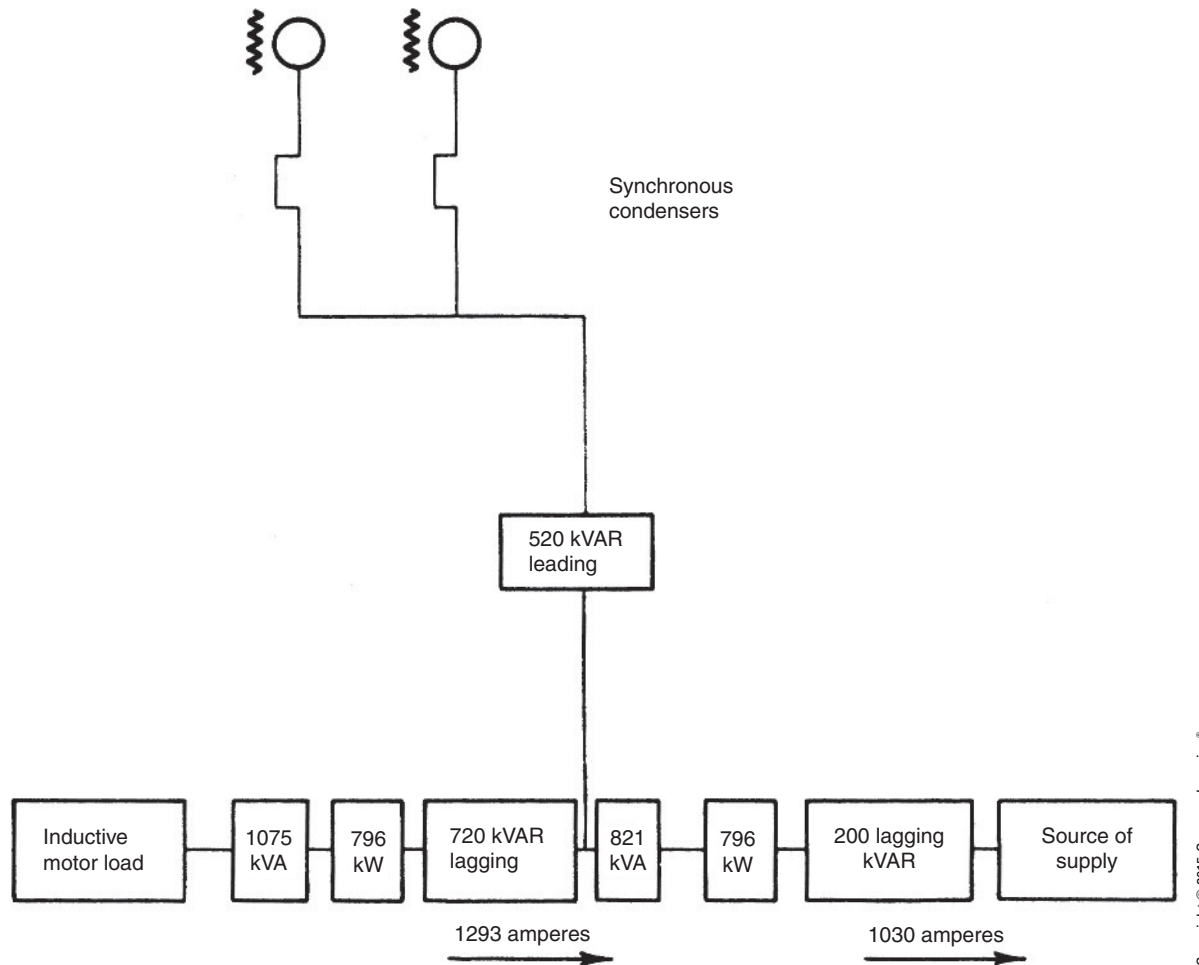 Synchronous
condensers
520 kVAR
leading
Inductive
motor load
1075
kVA
796
kW
720 kVAR
lagging
821
kVA
796
kW
200 lagging
kVAR
Source of
supply
1293 amperes
1030 amperes